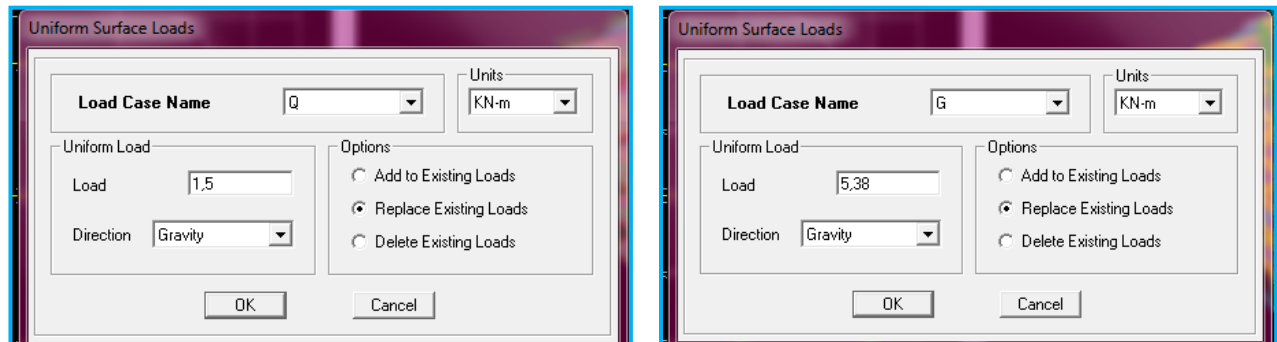 Uniform Surface Loads
Units
Load Case Name Q KN-m
Uniform Load Options
Load 1,5 Add to Existing Loads
Replace Existing Loads
Direction Gravity Delete Existing Loads
OK Cancel
Uniform Surface Loads
Units
Load Case Name G KN-m
Uniform Load Options
Load 5,38 Add to Existing Loads
Replace Existing Loads
Direction Gravity Delete Existing Loads
OK Cancel